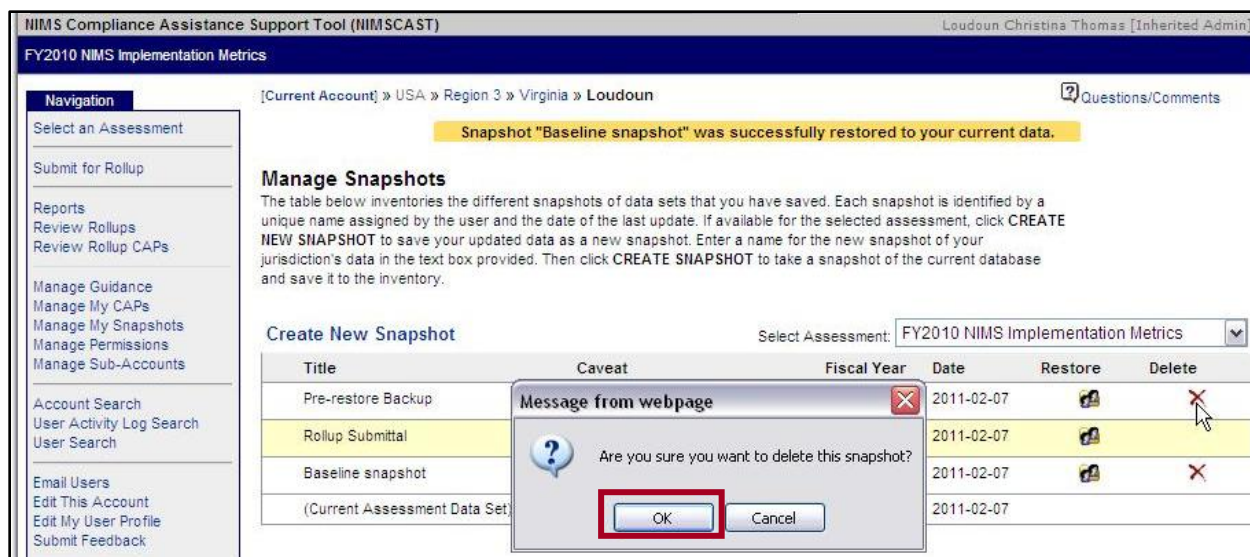 NIMS Compliance Assistance Support Tool (NIMSCAST) Loudoun Christina Thomas [Inherited Admin]
FY2010 NIMS Implementation Metrics
Navigation
Select an Assessment
Submit for Rollup
Reports
Review Rollups
Review Rollup CAPs
Manage Guidance
Manage My CAPs
Manage My Snapshots
Manage Permissions
Manage Sub-Accounts
Account Search
User Activity Log Search
User Search
Email Users
Edit This Account
Edit My User Profile
Submit Feedback
[Current Account] » USA » Region 3 » Virginia » Loudoun
Questions/Comments
Snapshot "Baseline snapshot" was successfully restored to your current data.
Manage Snapshots
The table below inventories the different snapshots of data sets that you have saved. Each snapshot is identified by a
unique name assigned by the user and the date of the last update. If available for the selected assessment, click CREATE
NEW SNAPSHOT to save your updated data as a new snapshot. Enter a name for the new snapshot of your
jurisdiction's data in the text box provided. Then click CREATE SNAPSHOT to take a snapshot of the current database
and save it to the inventory.
Create New Snapshot Select Assessment: FY2010 NIMS Implementation Metrics
Title Caveat Fiscal Year Date Restore Delete
Pre-restore Backup 2011-02-07
Rollup Submittal 2011-02-07
Baseline snapshot 2011-02-07
(Current Assessment Data Set) 2011-02-07
Message from webpage
Are you sure you want to delete this snapshot?
OK Cancel